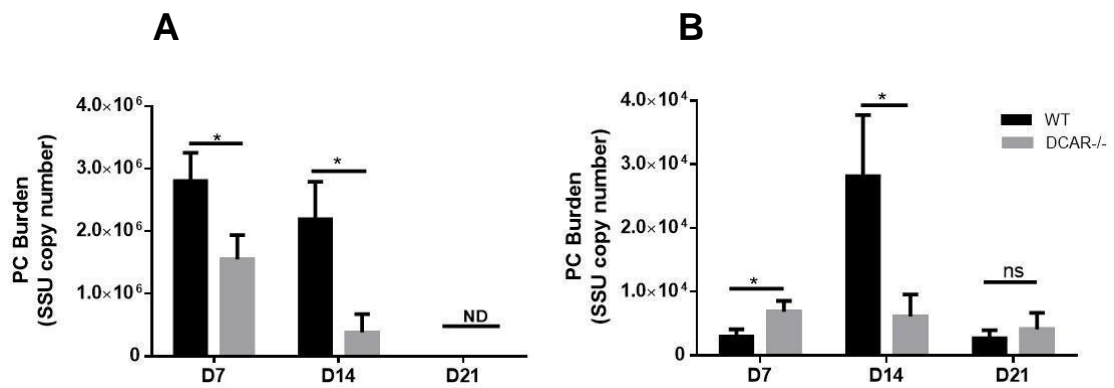 A
PC Burden
(SSU copy number)
4.0×10⁶
3.0×10⁶
2.0×10⁶
1.0×10⁶
0
*
*
ND
D7 D14 D21
B
PC Burden
(SSU copy number)
4.0×10⁴
3.0×10⁴
2.0×10⁴
1.0×10⁴
0
*
*
ns
D7 D14 D21
WT
DCAR-/-